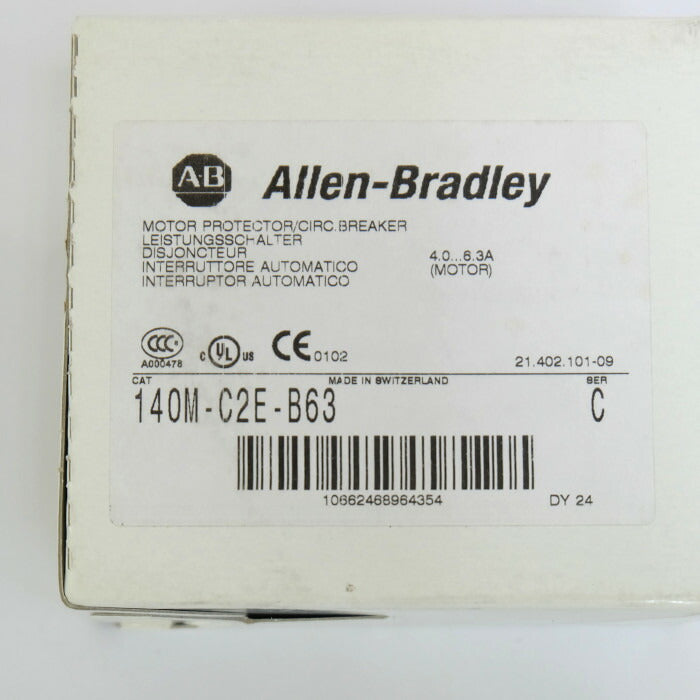 A-B Allen-Bradley
MOTOR PROTECTOR/CIRC.BREAKER
LEISTUNGSSCHALTER
DISJONCTEUR 4.0...6.3A
INTERRUTTORE AUTOMATICO (MOTOR)
INTERRUPTOR AUTOMATICO
CCC A000478 C UL US CE 0102 21.402.101-09
CAT MADE IN SWITZERLAND SER
140M-C2E-B63 C
10662468964354 DY 24